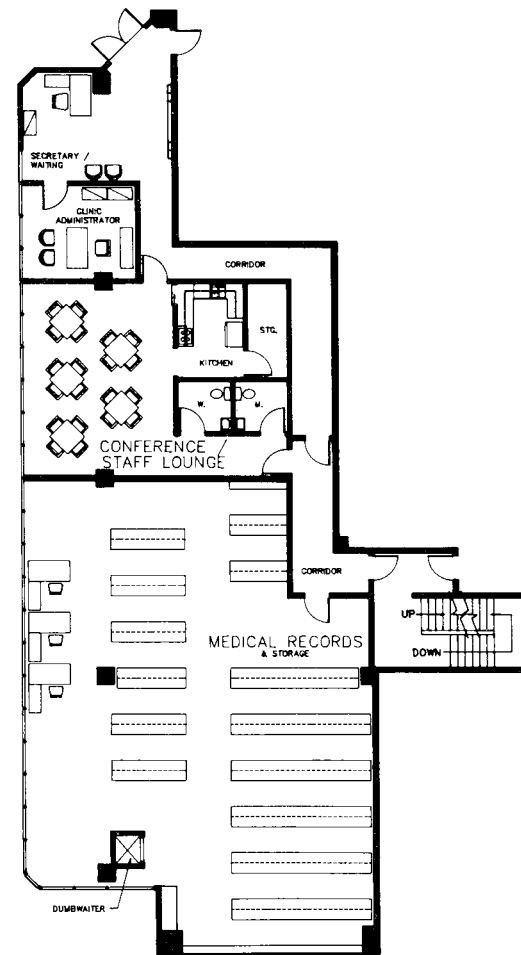 SECRETARY /
WAITING
CLINIC
ADMINISTRATOR
CORRIDOR
STG.
KITCHEN
W.
M.
CONFERENCE
STAFF LOUNGE
CORRIDOR
UP
DOWN
MEDICAL RECORDS
& STORAGE
DUMBWAITER